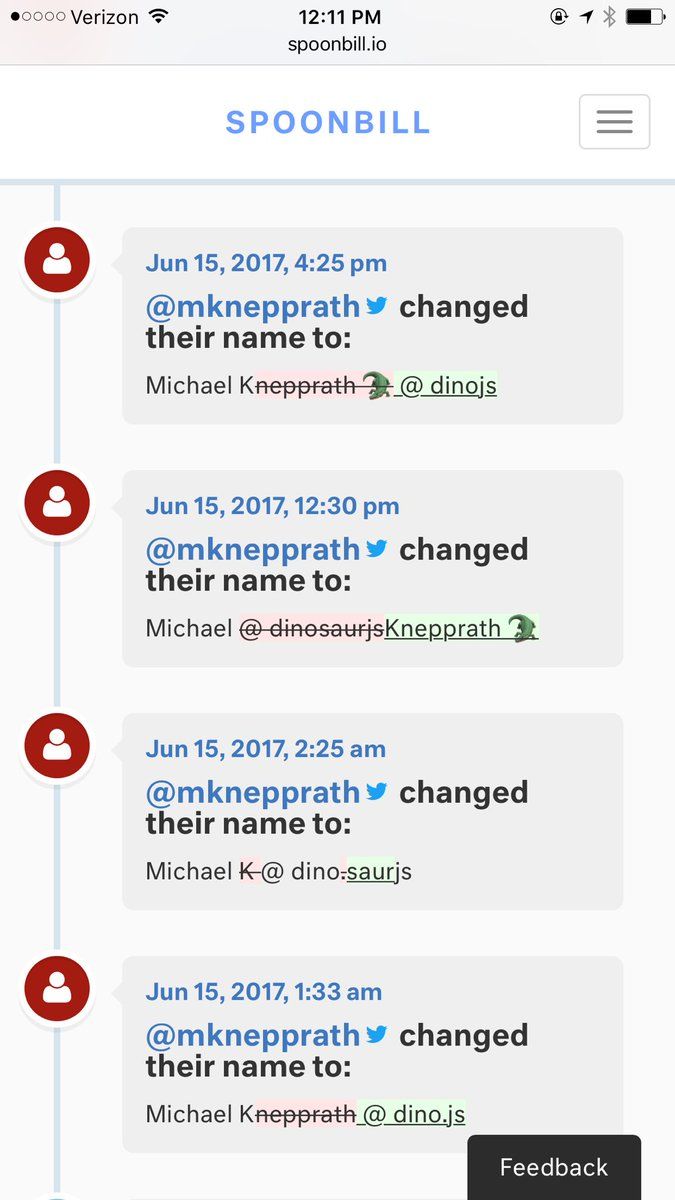 Verizon 12:11 PM
spoonbill.io
SPOONBILL
Jun 15, 2017, 4:25 pm
@mknepprath changed
their name to:
Michael Knepprath 🐊 @ dinojs
Jun 15, 2017, 12:30 pm
@mknepprath changed
their name to:
Michael @ dinosaurjsKnepprath 🐊
Jun 15, 2017, 2:25 am
@mknepprath changed
their name to:
Michael K @ dino.saurjs
Jun 15, 2017, 1:33 am
@mknepprath changed
their name to:
Michael Knepprath @ dino.js
Feedback